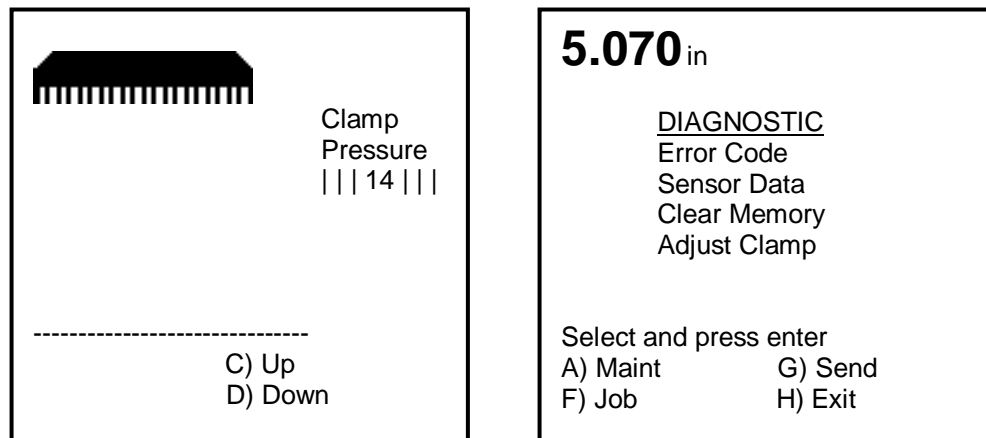 Clamp
Pressure
| | | 14 | | |
-------------------------------
C) Up
D) Down
5.070 in
DIAGNOSTIC
Error Code
Sensor Data
Clear Memory
Adjust Clamp
Select and press enter
A) Maint G) Send
F) Job H) Exit